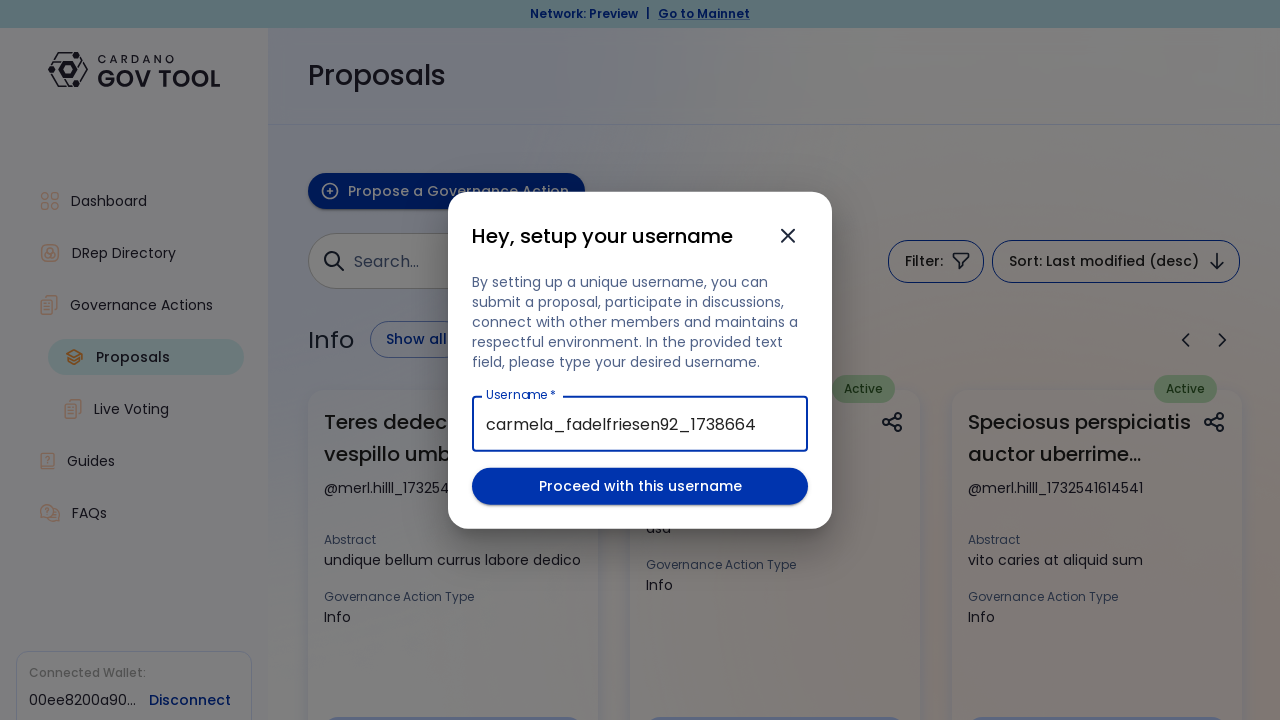 Network: Preview | Go to Mainnet
CARDANO
GOV TOOL
Dashboard
DRep Directory
Governance Actions
Proposals
Live Voting
Guides
FAQs
Connected Wallet:
00ee8200a90... Disconnect
Proposals
Propose a Governance Action
Search...
Filter:
Sort: Last modified (desc)
Info
Show all
Hey, setup your username
By setting up a unique username, you can
submit a proposal, participate in discussions,
connect with other members and maintains a
respectful environment. In the provided text
field, please type your desired username.
Username *
carmela_fadelfriesen92_1738664
Proceed with this username
Teres
vespillo
@merl.hilll_173254
Abstract
undique bellum currus labore dedico
Governance Action Type
Info
Active
asd
Governance Action Type
Info
Active
Speciosus perspiciatis
auctor uberrime...
@merl.hilll_1732541614541
Abstract
vito caries at aliquid sum
Governance Action Type
Info